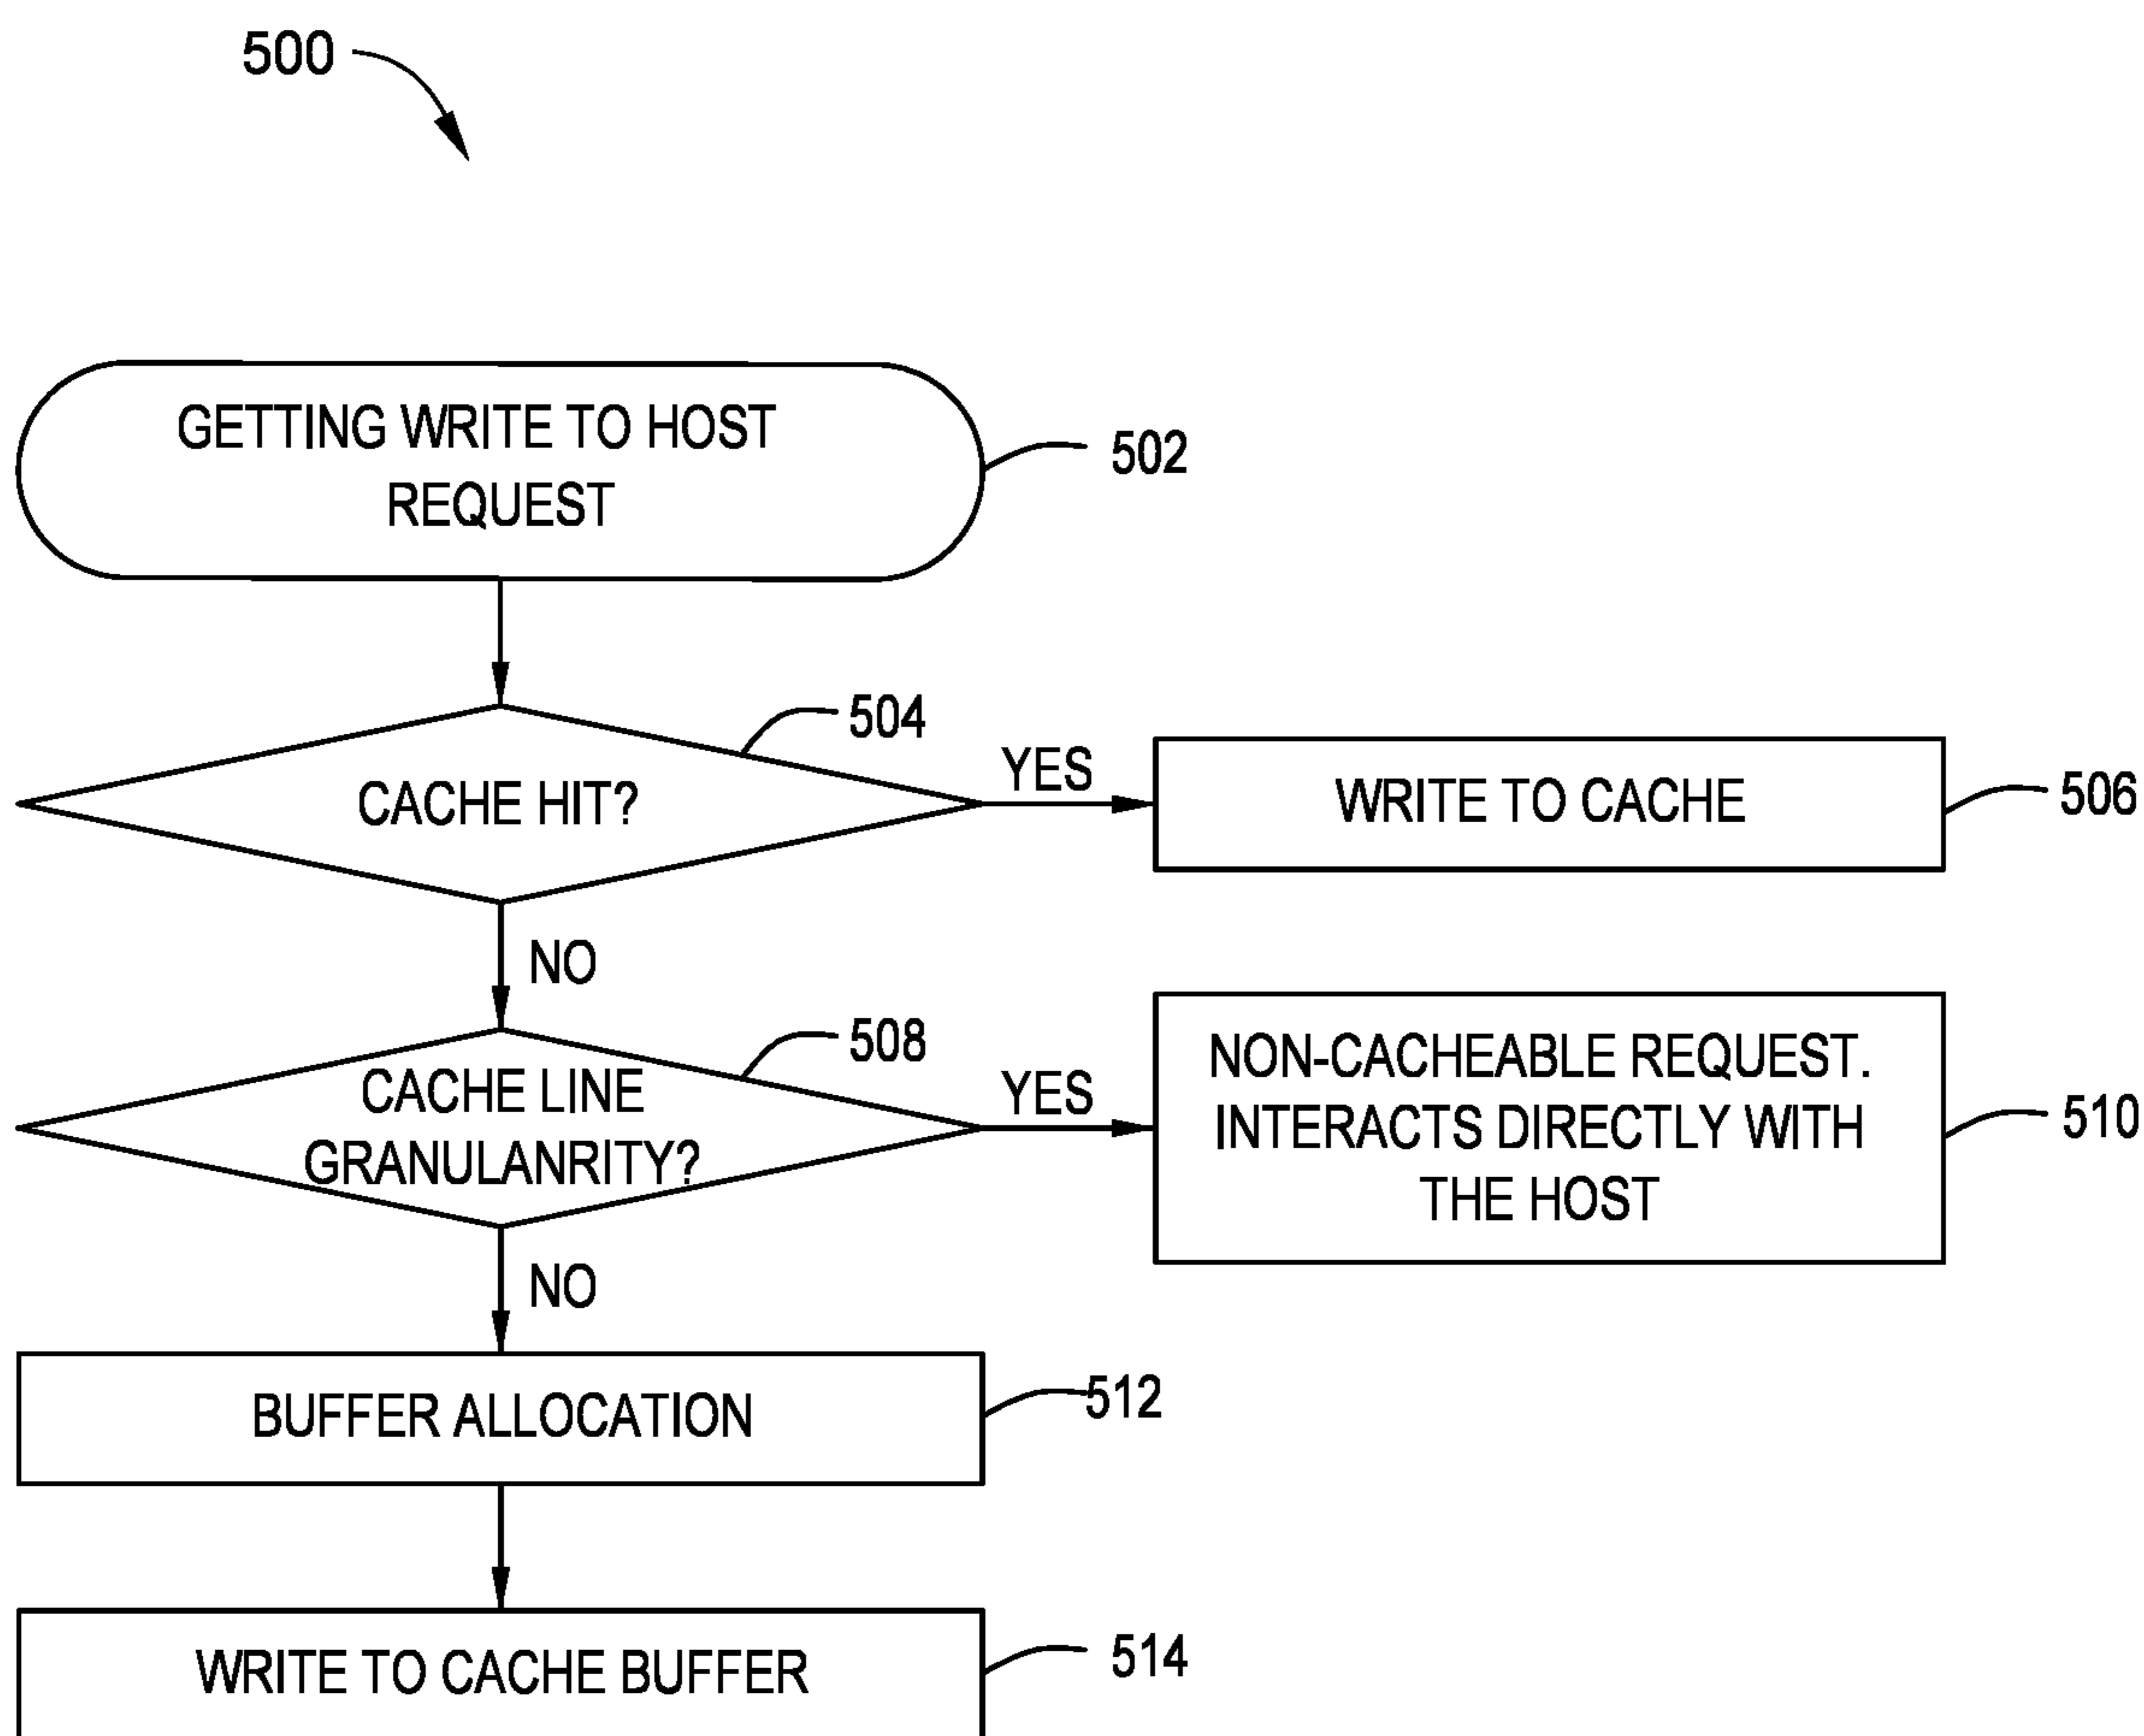 500
GETTING WRITE TO HOST
REQUEST
502
504
CACHE HIT?
YES
WRITE TO CACHE
506
NO
508
CACHE LINE
GRANULANRITY?
YES
NON-CACHEABLE REQUEST.
INTERACTS DIRECTLY WITH
THE HOST
510
NO
BUFFER ALLOCATION
512
WRITE TO CACHE BUFFER
514